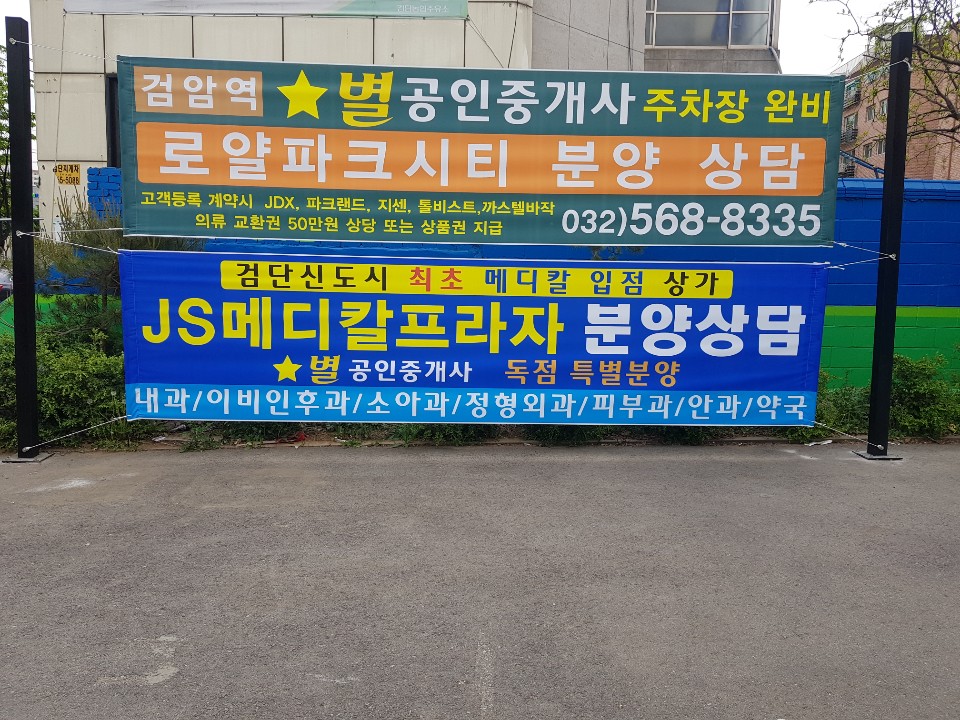 검암역 ★별공인중개사 주차장 완비
로얄파크시티 분양 상담
고객등록 계약시 JDX, 파크랜드, 지센, 톨비스트,까스텔바작
의류 교환권 50만원 상당 또는 상품권 지급
032)568-8335
검단신도시 최초 메디칼 입점 상가
JS메디칼프라자 분양상담
★별 공인중개사 독점 특별분양
내과/이비인후과/소아과/정형외과/피부과/안과/약국